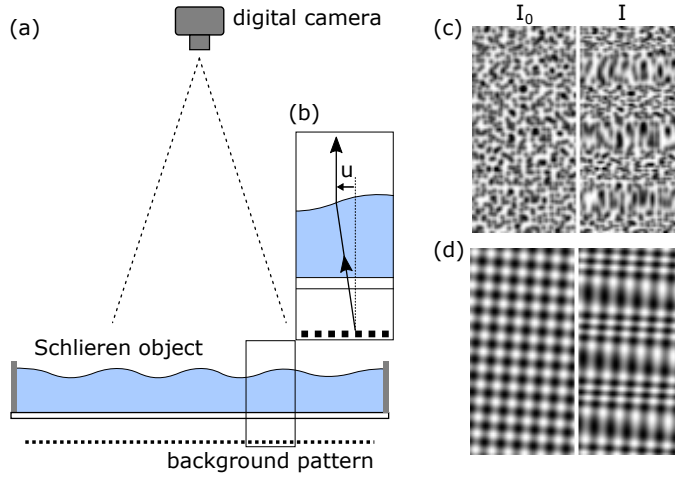 (a)
digital camera
(b)
u
Schlieren object
background pattern
(c)
I₀
I
(d)